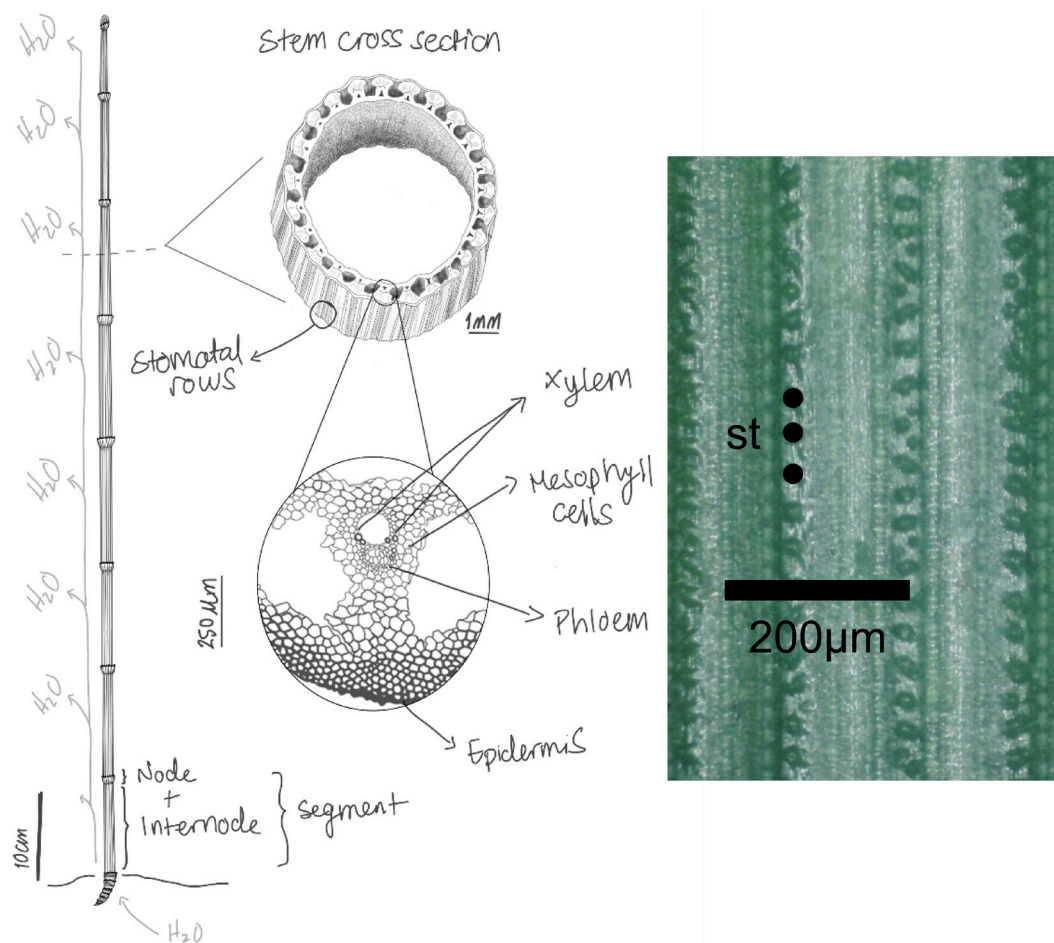 Stem cross section
H₂O
H₂O
H₂O
H₂O
H₂O
H₂O
H₂O
1mm
Stomatal
rows
xylem
Mesophyll
cells
250 µm
Phloem
Epidermis
Node
+
Internode
segment
10cm
H₂O
st
200µm